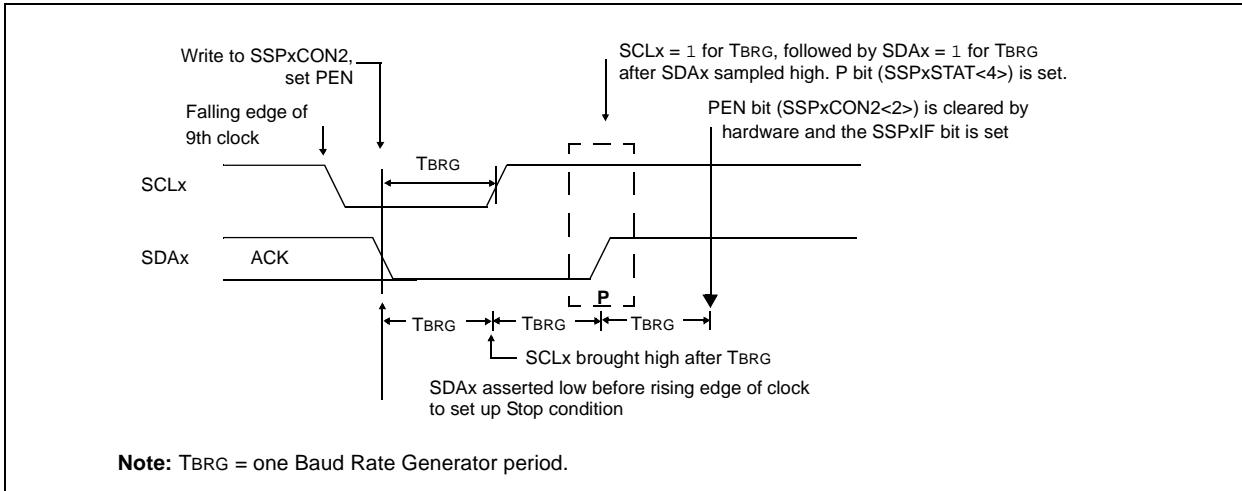 Write to SSPxCON2,
set PEN
SCLx = 1 for TBRG, followed by SDAx = 1 for TBRG
after SDAx sampled high. P bit (SSPxSTAT<4>) is set.
Falling edge of
9th clock
PEN bit (SSPxCON2<2>) is cleared by
hardware and the SSPxIF bit is set
TBRG
SCLx
SDAx
ACK
P
TBRG
TBRG
TBRG
SCLx brought high after TBRG
SDAx asserted low before rising edge of clock
to set up Stop condition
Note: TBRG = one Baud Rate Generator period.